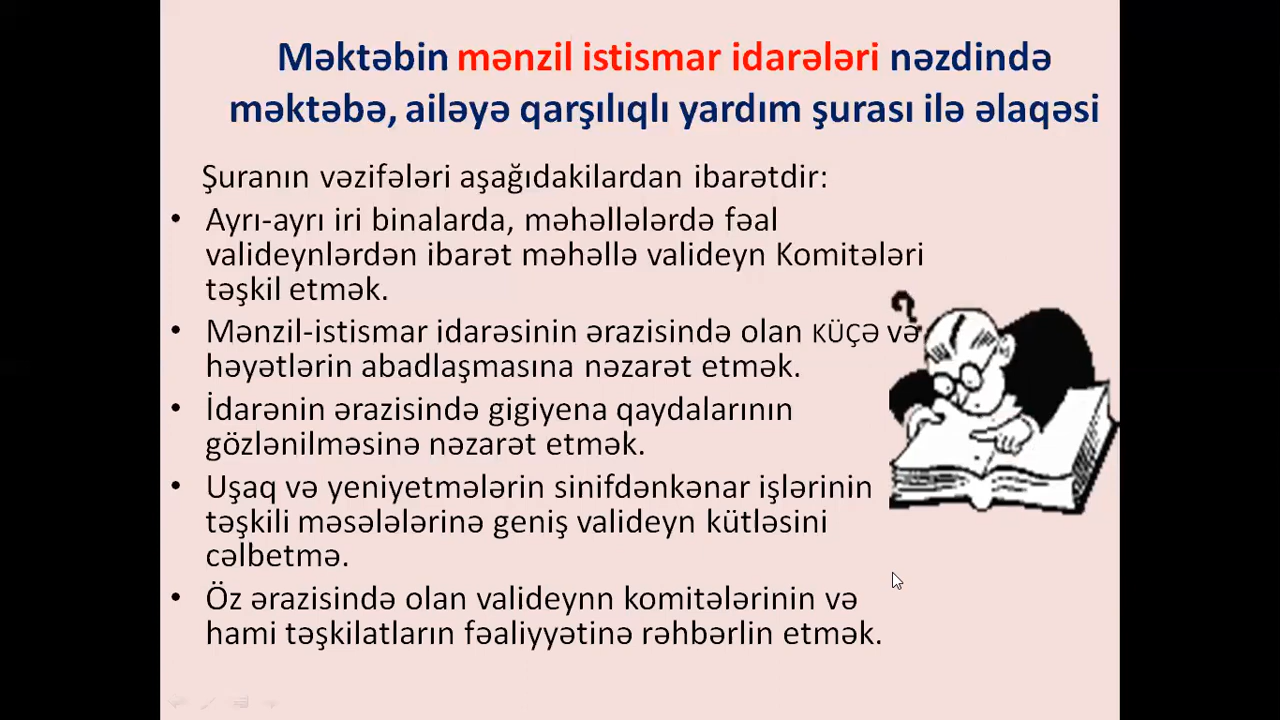 Məktəbin mənzil istismar idarələri nəzdində
məktəbə, ailəyə qarşılıqlı yardım şurası ilə əlaqəsi
Şuranın vəzifələri aşağıdakilardan ibarətdir:
• Ayrı-ayrı iri binalarda, məhəllələrdə fəal
valideynlərdən ibarət məhəllə valideyn Komitələri
təşkil etmək.
• Mənzil-istismar idarəsinin ərazisində olan KÜÇƏ və
həyətlərin abadlaşmasına nəzarət etmək.
• İdarənin ərazisində gigiyena qaydalarının
gözlənilməsinə nəzarət etmək.
• Uşaq və yeniyetmələrin sinifdənkənar işlərinin
təşkili məsələlərinə geniş valideyn kütləsini
cəlbetmə.
• Öz ərazisində olan valideynn komitələrinin və
hami təşkilatların fəaliyyətinə rəhbərlin etmək.
?